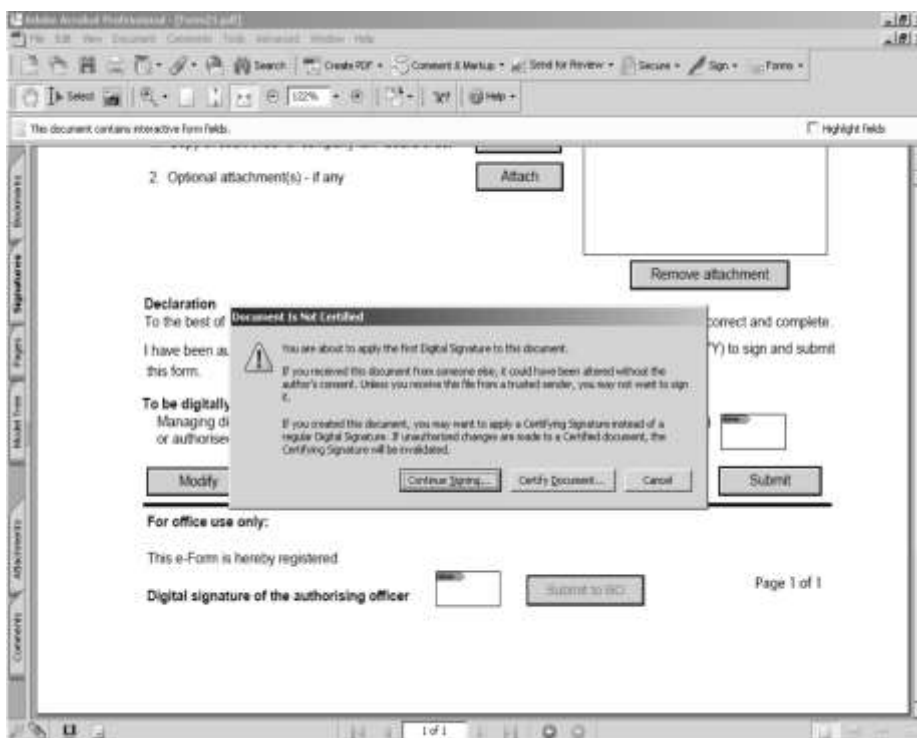 Adobe Acrobat Professional - [Form21.pdf]
File Edit View Document Comments Tools Advanced Window Help
Search Create PDF Comment & Markup Send for Review Secure Sign Forms
Select 122% Help
This document contains interactive form fields. Highlight Fields
Bookmarks
Signatures
Pages
Model Tree
Attachments
Comments
2. Optional attachment(s) - if any Attach
Remove attachment
Declaration
To the best of correct and complete.
I have been au Y) to sign and submit
this form.
To be digitally
Managing di
or authorised
Document Is Not Certified
You are about to apply the first Digital Signature to this document.
If you received this document from someone else, it could have been altered without the
author's consent. Unless you receive this file from a trusted sender, you may not want to sign
it.
If you created this document, you may want to apply a Certifying Signature instead of a
regular Digital Signature. If unauthorized changes are made to a Certified document, the
Certifying Signature will be invalidated.
Continue Signing... Certify Document... Cancel
Modify Submit
For office use only:
This e-Form is hereby registered
Digital signature of the authorising officer Submit to BO
Page 1 of 1
1 of 1